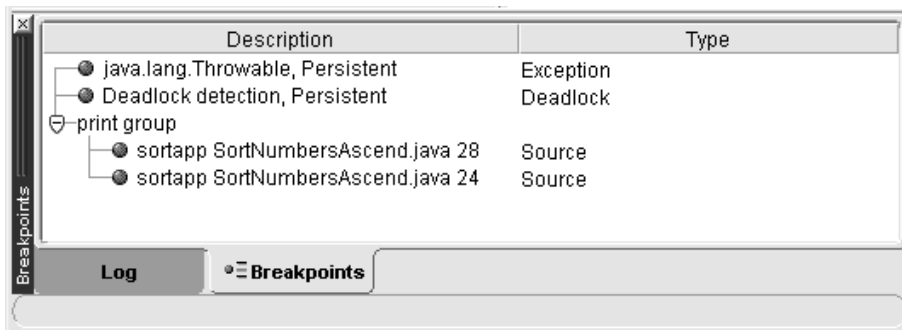 Description Type
java.lang.Throwable, Persistent Exception
Deadlock detection, Persistent Deadlock
print group
sortapp SortNumbersAscend.java 28 Source
sortapp SortNumbersAscend.java 24 Source
Breakpoints
Log Breakpoints